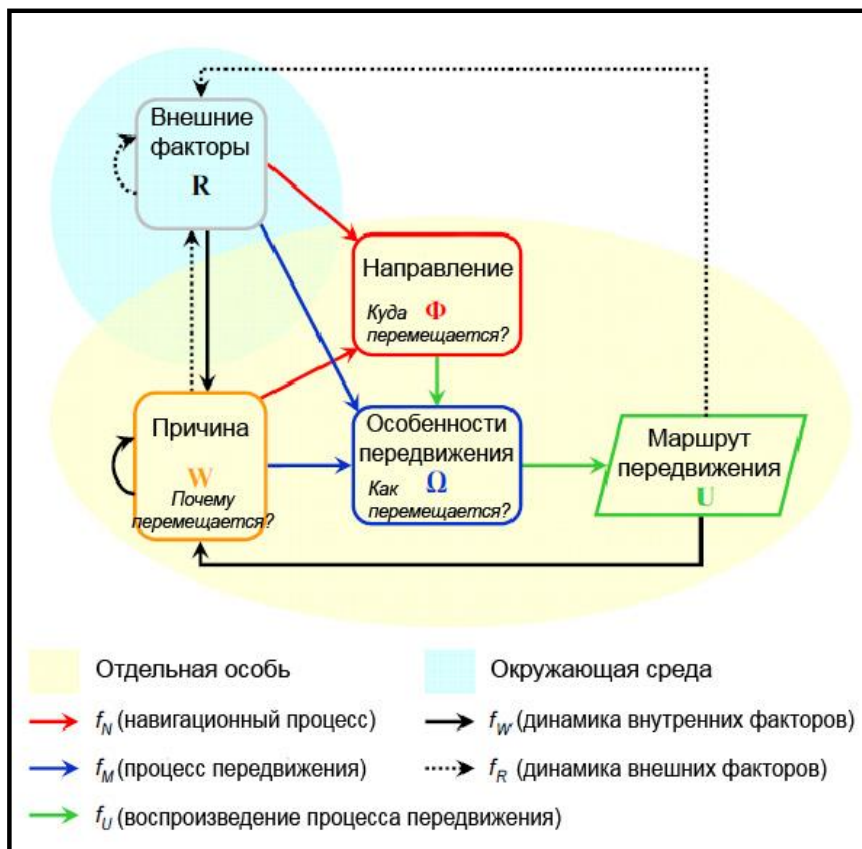 Внешние
факторы
R
Направление
Куда Ф
перемещается?
Причина
W
Почему
перемещается?
Особенности
передвижения
Как Ω
перемещается?
Маршрут
передвижения
U
Отдельная особь
Окружающая среда
fN (навигационный процесс)
fW (динамика внутренних факторов)
fM (процесс передвижения)
fR (динамика внешних факторов)
fU (воспроизведение процесса передвижения)